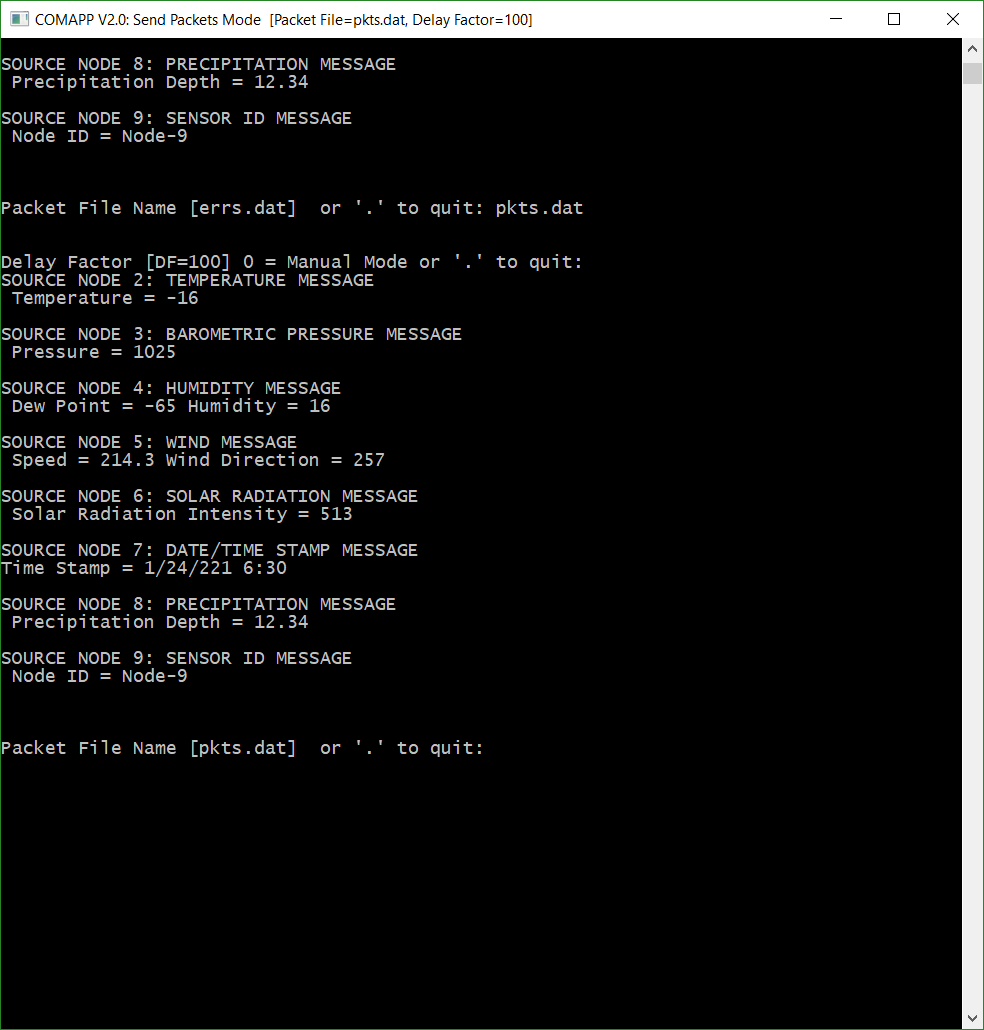 COMAPP V2.0: Send Packets Mode  [Packet File=pkts.dat, Delay Factor=100]
SOURCE NODE 8: PRECIPITATION MESSAGE
 Precipitation Depth = 12.34
SOURCE NODE 9: SENSOR ID MESSAGE
 Node ID = Node-9
Packet File Name [errs.dat]  or '.' to quit: pkts.dat
Delay Factor [DF=100] 0 = Manual Mode or '.' to quit:
SOURCE NODE 2: TEMPERATURE MESSAGE
 Temperature = -16
SOURCE NODE 3: BAROMETRIC PRESSURE MESSAGE
 Pressure = 1025
SOURCE NODE 4: HUMIDITY MESSAGE
 Dew Point = -65 Humidity = 16
SOURCE NODE 5: WIND MESSAGE
 Speed = 214.3 Wind Direction = 257
SOURCE NODE 6: SOLAR RADIATION MESSAGE
 Solar Radiation Intensity = 513
SOURCE NODE 7: DATE/TIME STAMP MESSAGE
Time Stamp = 1/24/221 6:30
SOURCE NODE 8: PRECIPITATION MESSAGE
 Precipitation Depth = 12.34
SOURCE NODE 9: SENSOR ID MESSAGE
 Node ID = Node-9
Packet File Name [pkts.dat]  or '.' to quit: